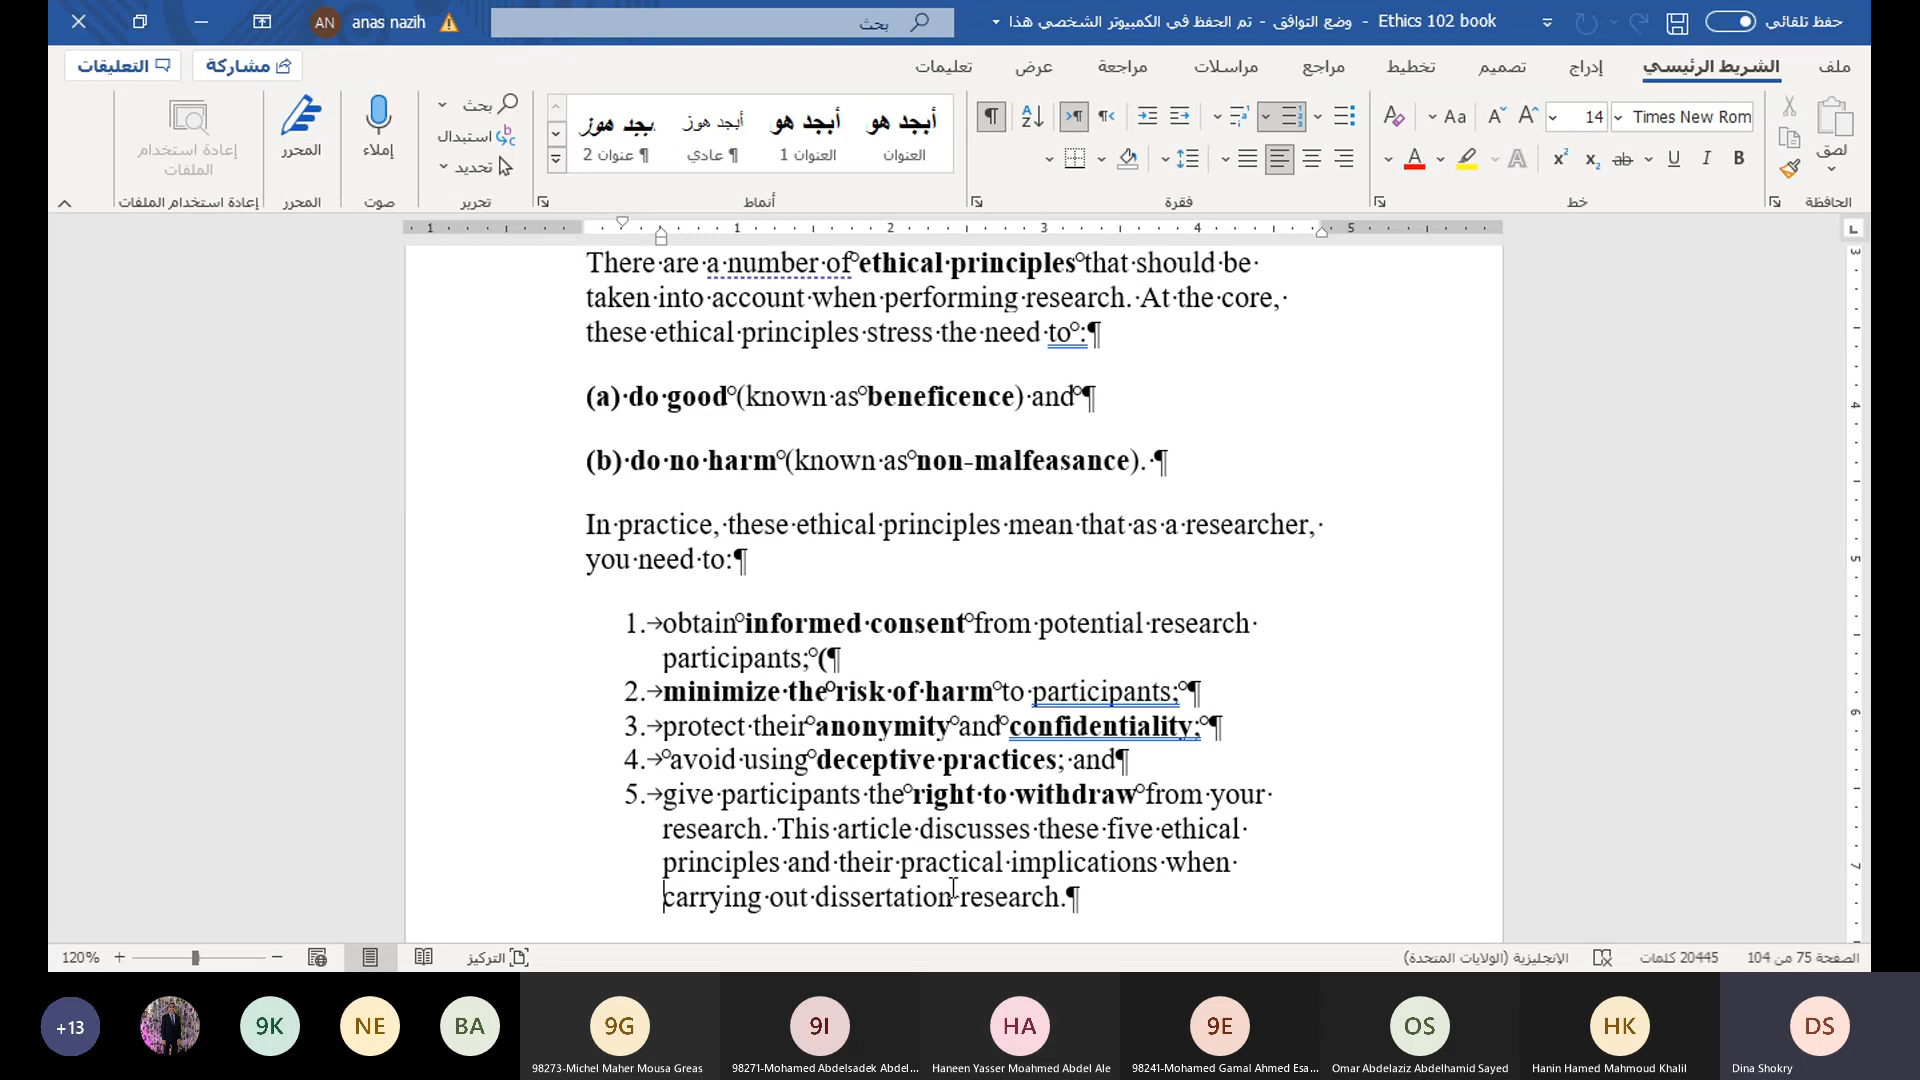 anas nazih
AN
بحث
Ethics 102 book - وضع التوافق - تم الحفظ في الكمبيوتر الشخصي هذا
حفظ تلقائي
ملف
الشريط الرئيسي
إدراج
تصميم
تخطيط
مراجع
مراسلات
مراجعة
عرض
تعليمات
مشاركة
التعليقات
لصق
الحافظة
Times New Rom
14
Aa
خط
فقرة
أبجد هو
العنوان
أبجد هو
العنوان 1
أبجد هوز
¶ عادي
أبجد هوز
¶ عنوان 2
أنماط
بحث
استبدال
تحديد
تحرير
إملاء
صوت
المحرر
المحرر
إعادة استخدام
الملفات
إعادة استخدام الملفات
There are a number of ethical principles that should be
taken into account when performing research. At the core,
these ethical principles stress the need to :¶
(a) do good (known as beneficence) and ¶
(b) do no harm (known as non-malfeasance). ¶
In practice, these ethical principles mean that as a researcher,
you need to:¶
1. obtain informed consent from potential research
participants; (¶
2. minimize the risk of harm to participants; ¶
3. protect their anonymity and confidentiality; ¶
4. avoid using deceptive practices; and¶
5. give participants the right to withdraw from your
research. This article discusses these five ethical
principles and their practical implications when
carrying out dissertation research.¶
الصفحة 75 من 104
20445 كلمات
الإنجليزية (الولايات المتحدة)
التركيز
120%
+13
9K
NE
BA
9G
98273-Michel Maher Mousa Greas
9I
98271-Mohamed Abdelsadek Abdel...
HA
Haneen Yasser Moahmed Abdel Ale
9E
98241-Mohamed Gamal Ahmed Esa...
OS
Omar Abdelaziz Abdelhamid Sayed
HK
Hanin Hamed Mahmoud Khalil
DS
Dina Shokry